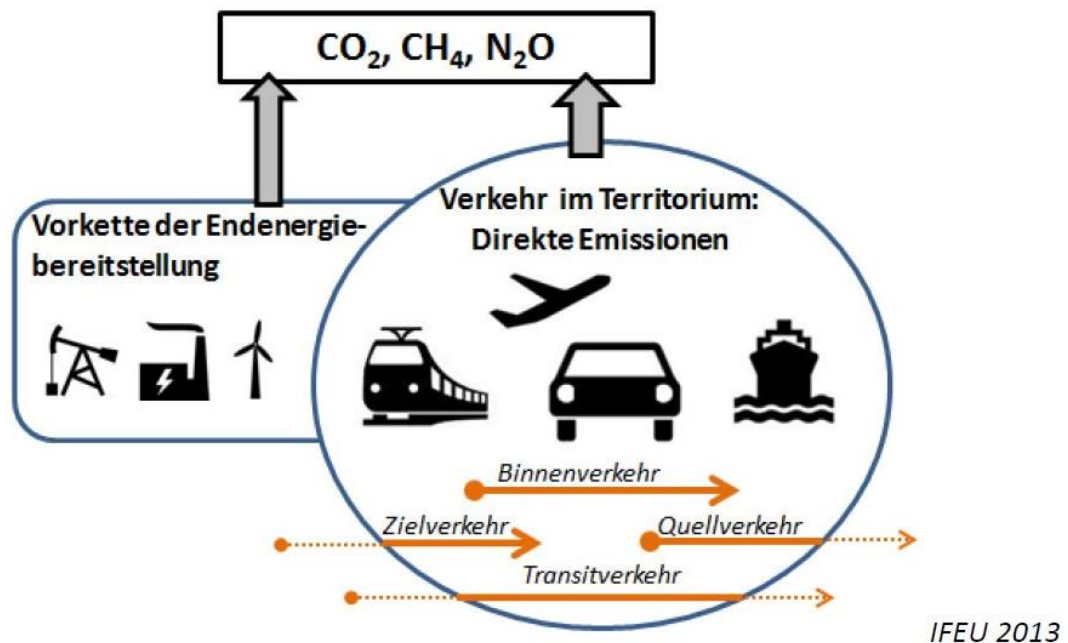 CO₂, CH₄, N₂O
Vorkette der Endenergie-
bereitstellung
Verkehr im Territorium:
Direkte Emissionen
Binnenverkehr
Zielverkehr
Quellverkehr
Transitverkehr
IFEU 2013